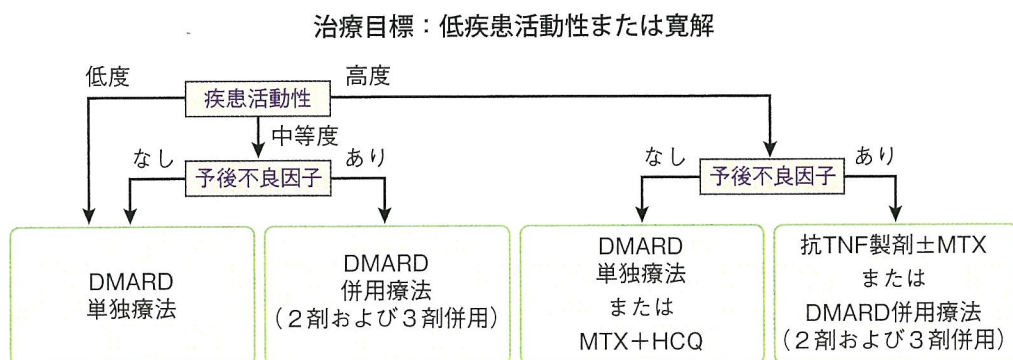 治療目標：低疾患活動性または寛解
低度
疾患活動性
高度
中等度
なし
予後不良因子
あり
なし
予後不良因子
あり
DMARD
単独療法
DMARD
併用療法
（２剤および３剤併用）
DMARD
単独療法
または
MTX＋HCQ
抗TNF製剤±MTX
または
DMARD併用療法
（２剤および３剤併用）